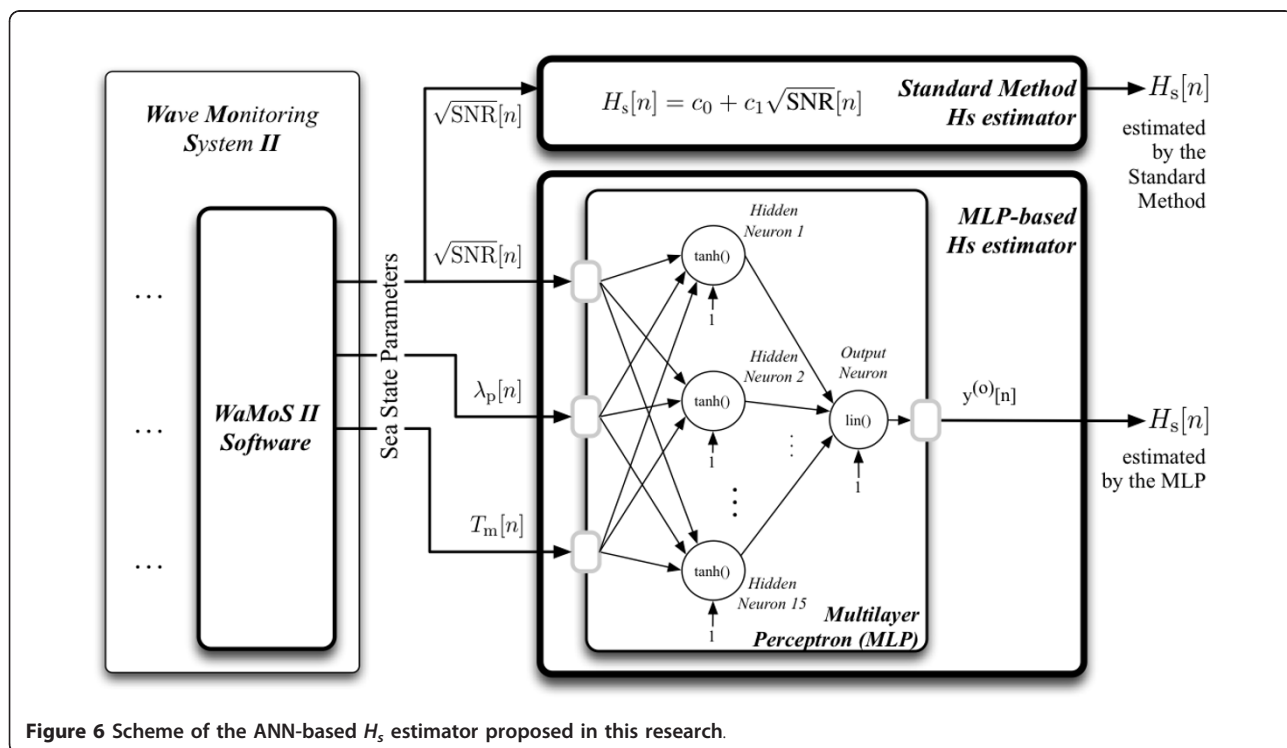 Wave Monitoring
System II
WaMoS II
Software
...
...
...
Sea State Parameters
√SNR[n]
√SNR[n]
λp[n]
Tm[n]
Hs[n] = c0 + c1√SNR[n]
Standard Method
Hs estimator
Hs[n]
estimated
by the
Standard
Method
MLP-based
Hs estimator
Hidden
Neuron 1
tanh()
1
Hidden
Neuron 2
tanh()
1
...
Hidden
Neuron 15
tanh()
1
Output
Neuron
lin()
1
...
y(o)[n]
Multilayer
Perceptron (MLP)
Hs[n]
estimated
by the MLP
Figure 6 Scheme of the ANN-based Hs estimator proposed in this research.